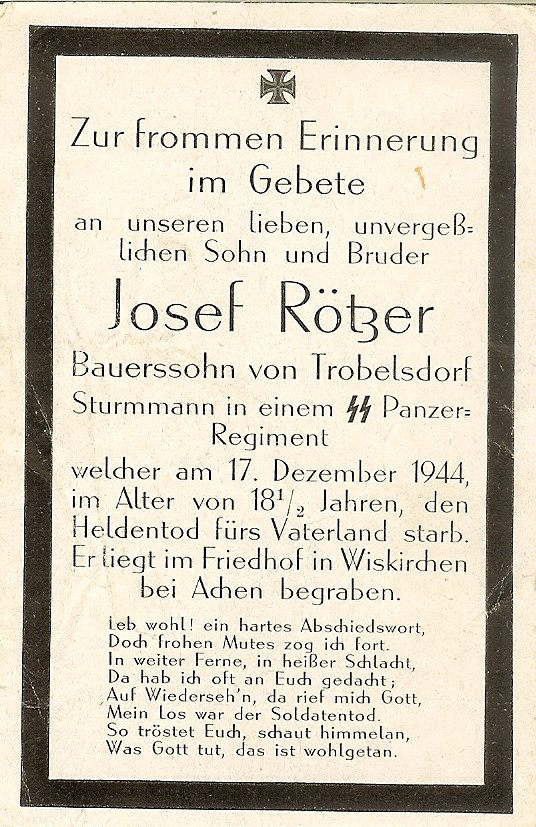 Zur frommen Erinnerung
im Gebete
an unseren lieben, unvergeß=
lichen Sohn und Bruder
Josef Rötzer
Bauerssohn von Trobelsdorf
Sturmmann in einem ᛋᛋ Panzer=
Regiment
welcher am 17. Dezember 1944,
im Alter von 18 1/2 Jahren, den
Heldentod fürs Vaterland starb.
Er liegt im Friedhof in Wiskirchen
bei Achen begraben.
Leb wohl! ein hartes Abschiedswort,
Doch frohen Mutes zog ich fort.
In weiter Ferne, in heißer Schlacht,
Da hab ich oft an Euch gedacht;
Auf Wiederseh'n, da rief mich Gott,
Mein Los war der Soldatentod.
So tröstet Euch, schaut himmelan,
Was Gott tut, das ist wohlgetan.